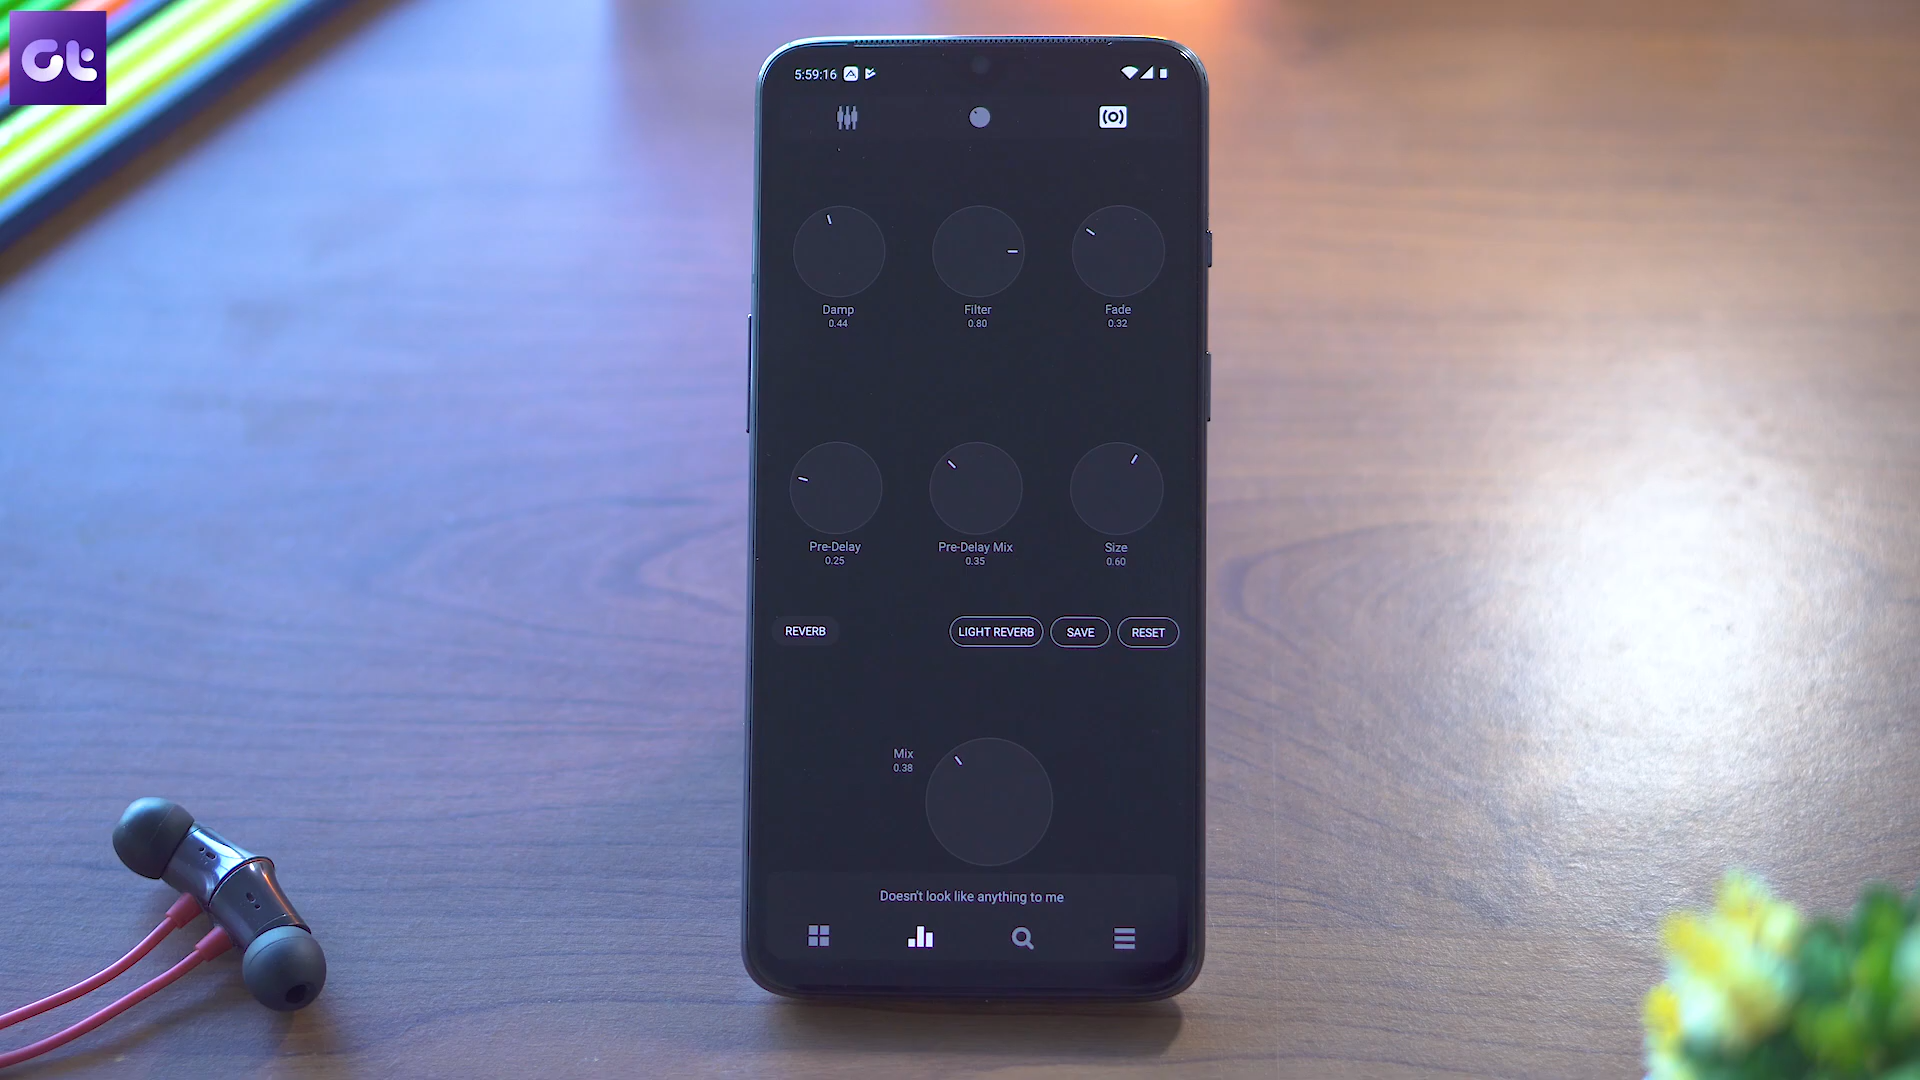 Gt
5:59:16
Damp
0.44
Filter
0.80
Fade
0.32
Pre-Delay
0.25
Pre-Delay Mix
0.35
Size
0.60
REVERB
LIGHT REVERB
SAVE
RESET
Mix
0.38
Doesn't look like anything to me